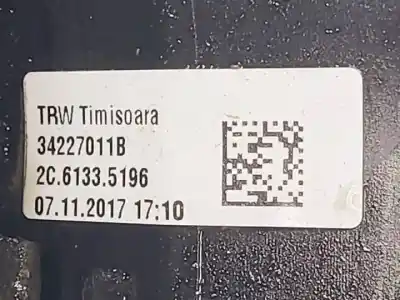 TRW Timisoara
34227011B
2C.6133.5196
07.11.2017 17:10